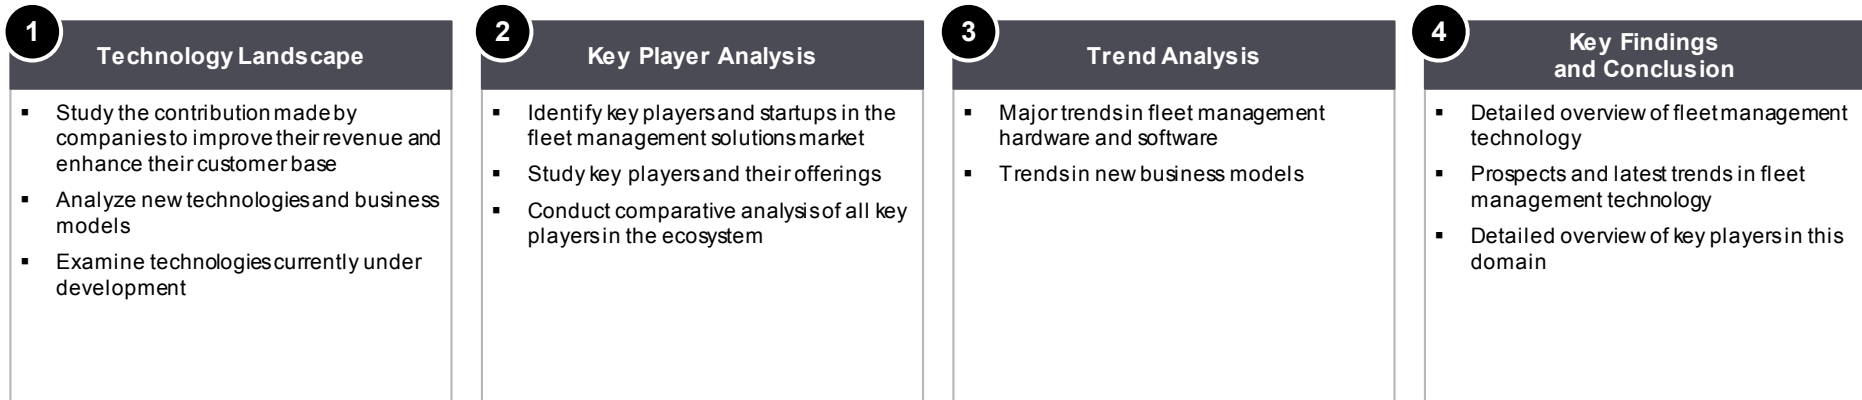 1
Technology Landscape
▪ Study the contribution made by
companies to improve their revenue and
enhance their customer base
▪ Analyze new technologies and business
models
▪ Examine technologies currently under
development
2
Key Player Analysis
▪ Identify key players and startups in the
fleet management solutions market
▪ Study key players and their offerings
▪ Conduct comparative analysis of all key
players in the ecosystem
3
Trend Analysis
▪ Major trends in fleet management
hardware and software
▪ Trends in new business models
4
Key Findings
and Conclusion
▪ Detailed overview of fleet management
technology
▪ Prospects and latest trends in fleet
management technology
▪ Detailed overview of key players in this
domain